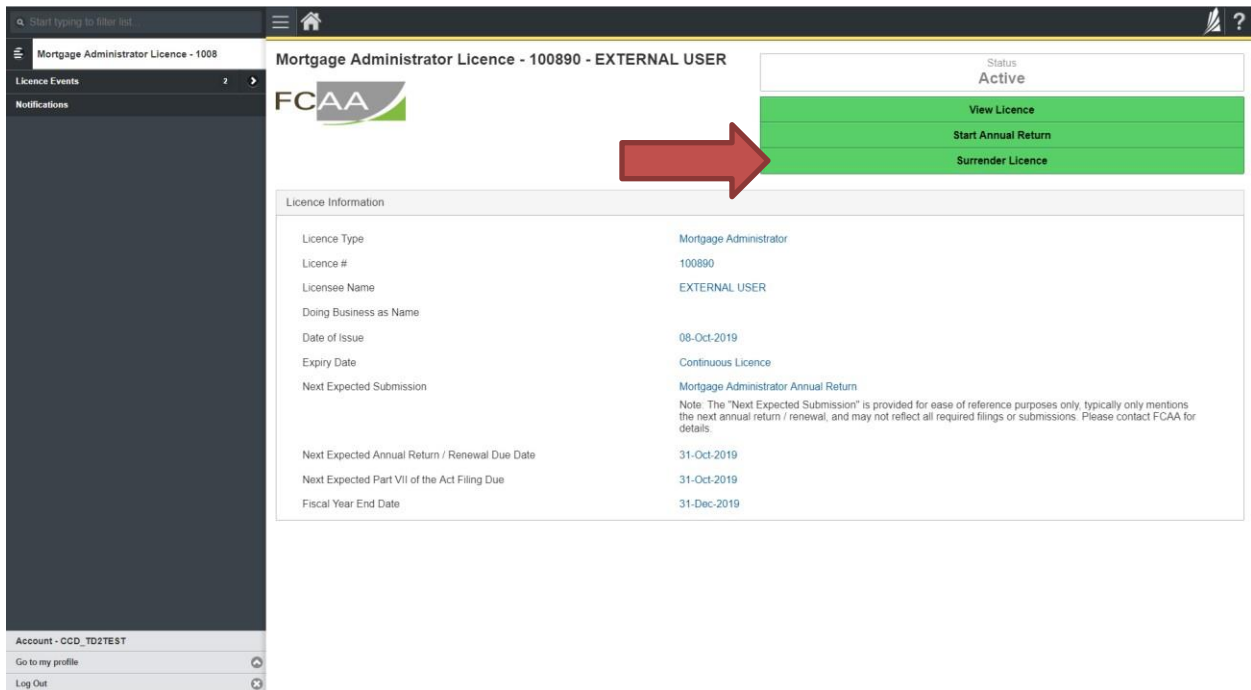 Start typing to filter list...
Mortgage Administrator Licence - 1008
Licence Events 2
Notifications
Account - CCD_TD2TEST
Go to my profile
Log Out
?
Mortgage Administrator Licence - 100890 - EXTERNAL USER
FCAA
Status
Active
View Licence
Start Annual Return
Surrender Licence
Licence Information
Licence Type Mortgage Administrator
Licence # 100890
Licensee Name EXTERNAL USER
Doing Business as Name
Date of Issue 08-Oct-2019
Expiry Date Continuous Licence
Next Expected Submission Mortgage Administrator Annual Return
Note: The "Next Expected Submission" is provided for ease of reference purposes only, typically only mentions
the next annual return / renewal, and may not reflect all required filings or submissions. Please contact FCAA for
details.
Next Expected Annual Return / Renewal Due Date 31-Oct-2019
Next Expected Part VII of the Act Filing Due 31-Oct-2019
Fiscal Year End Date 31-Dec-2019